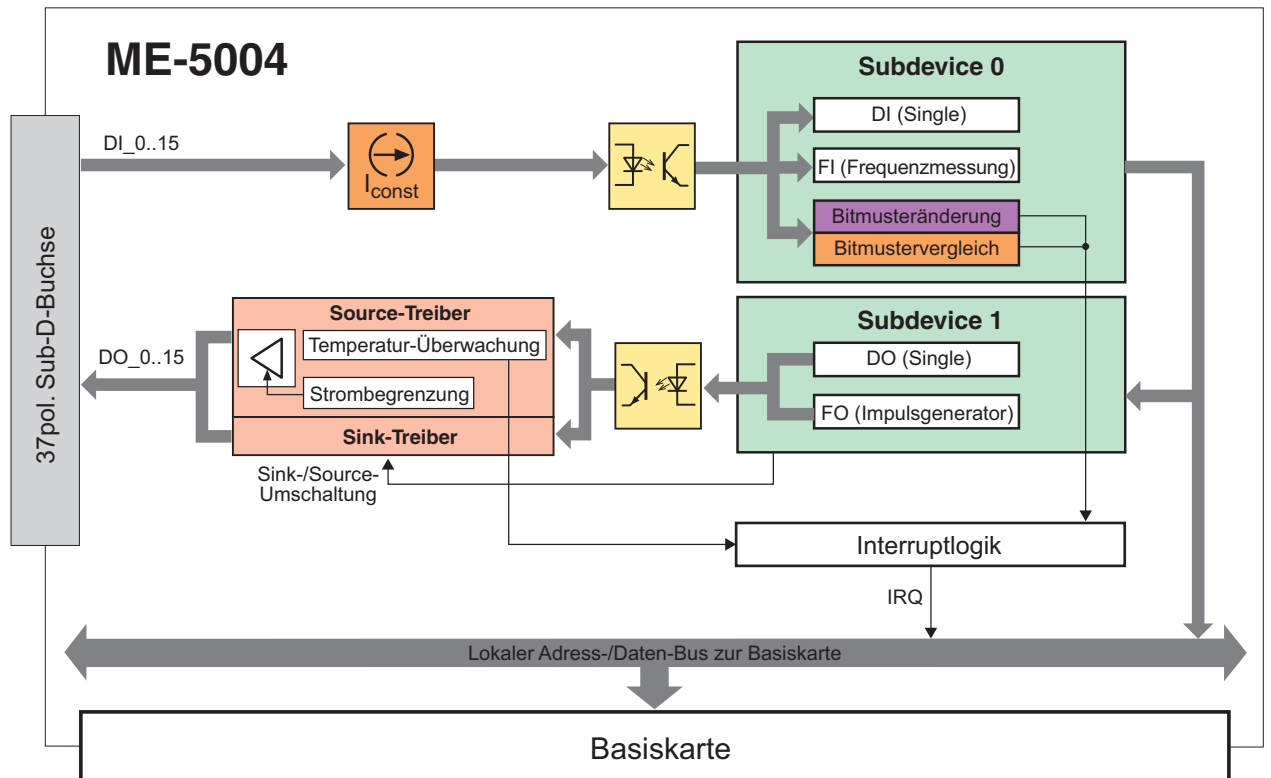 ME-5004
Subdevice 0
DI (Single)
DI_0..15
Iconst
FI (Frequenzmessung)
Bitmusteränderung
Bitmustervergleich
37pol. Sub-D-Buchse
Source-Treiber
Subdevice 1
Temperatur-Überwachung
DO_0..15
DO (Single)
Strombegrenzung
FO (Impulsgenerator)
Sink-Treiber
Sink-/Source-
Umschaltung
Interruptlogik
IRQ
Lokaler Adress-/Daten-Bus zur Basiskarte
Basiskarte